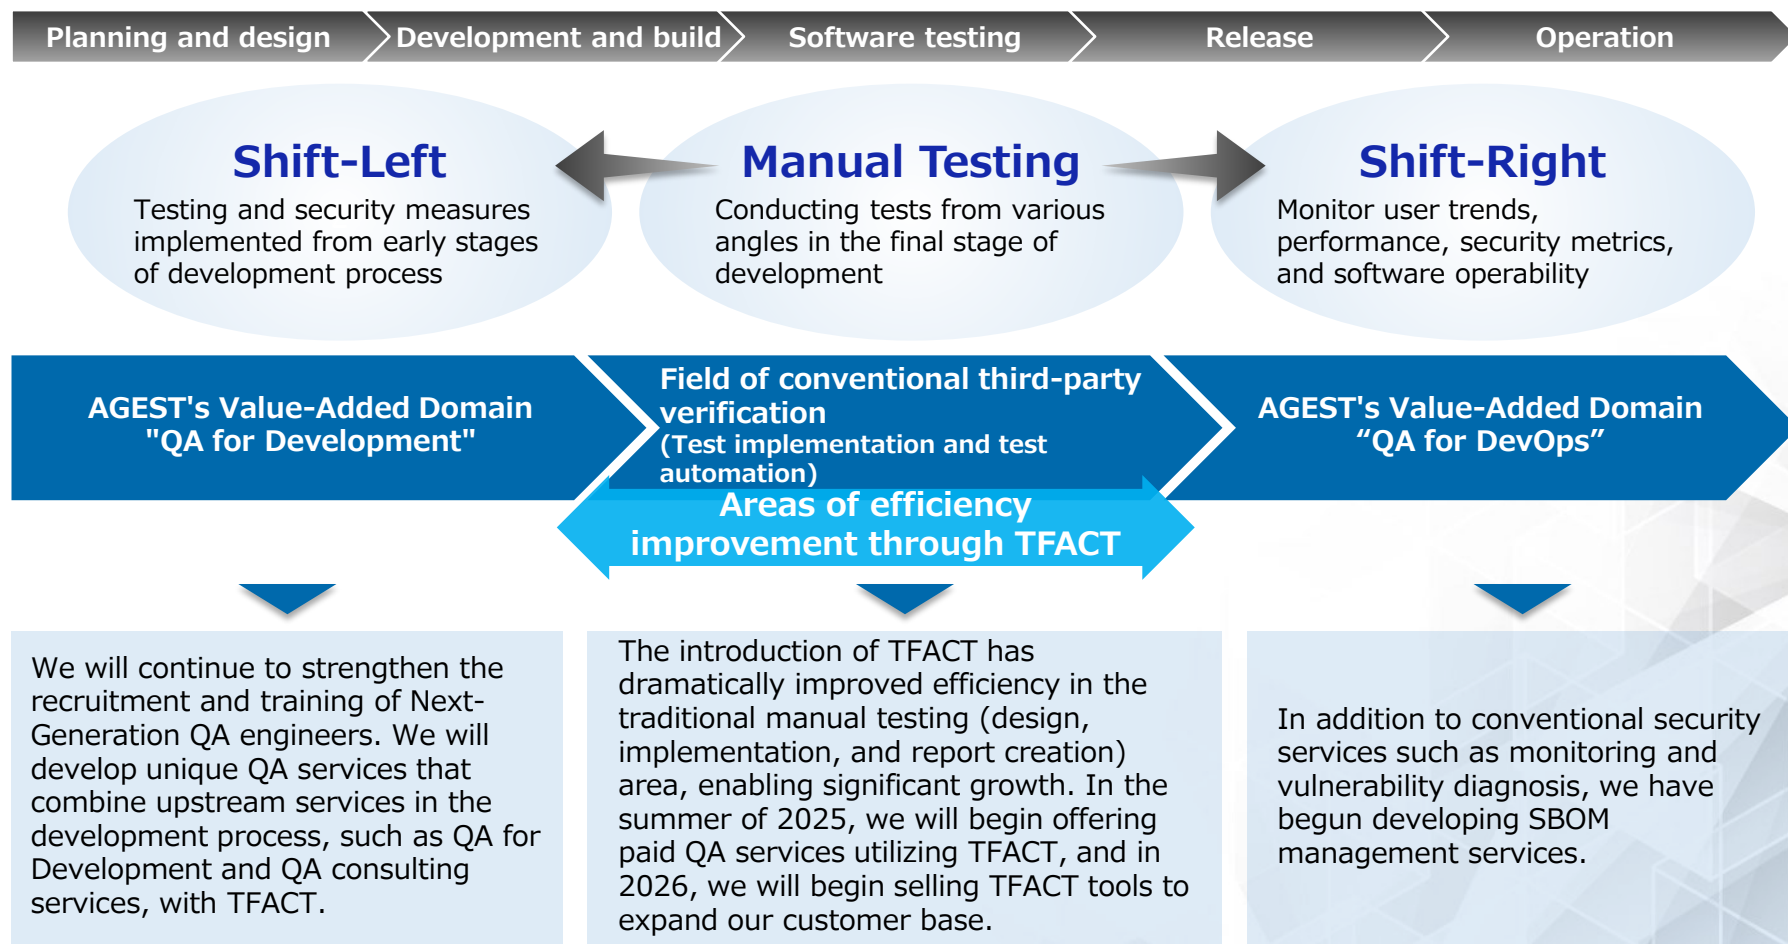 Planning and design
Development and build
Software testing
Release
Operation
Shift-Left
Testing and security measures
implemented from early stages
of development process
Manual Testing
Conducting tests from various
angles in the final stage of
development
Shift-Right
Monitor user trends,
performance, security metrics,
and software operability
AGEST's Value-Added Domain
"QA for Development"
Field of conventional third-party
verification
(Test implementation and test
automation)
AGEST's Value-Added Domain
“QA for DevOps”
Areas of efficiency
improvement through TFACT
We will continue to strengthen the
recruitment and training of Next-
Generation QA engineers. We will
develop unique QA services that
combine upstream services in the
development process, such as QA for
Development and QA consulting
services, with TFACT.
The introduction of TFACT has
dramatically improved efficiency in the
traditional manual testing (design,
implementation, and report creation)
area, enabling significant growth. In the
summer of 2025, we will begin offering
paid QA services utilizing TFACT, and in
2026, we will begin selling TFACT tools to
expand our customer base.
In addition to conventional security
services such as monitoring and
vulnerability diagnosis, we have
begun developing SBOM
management services.